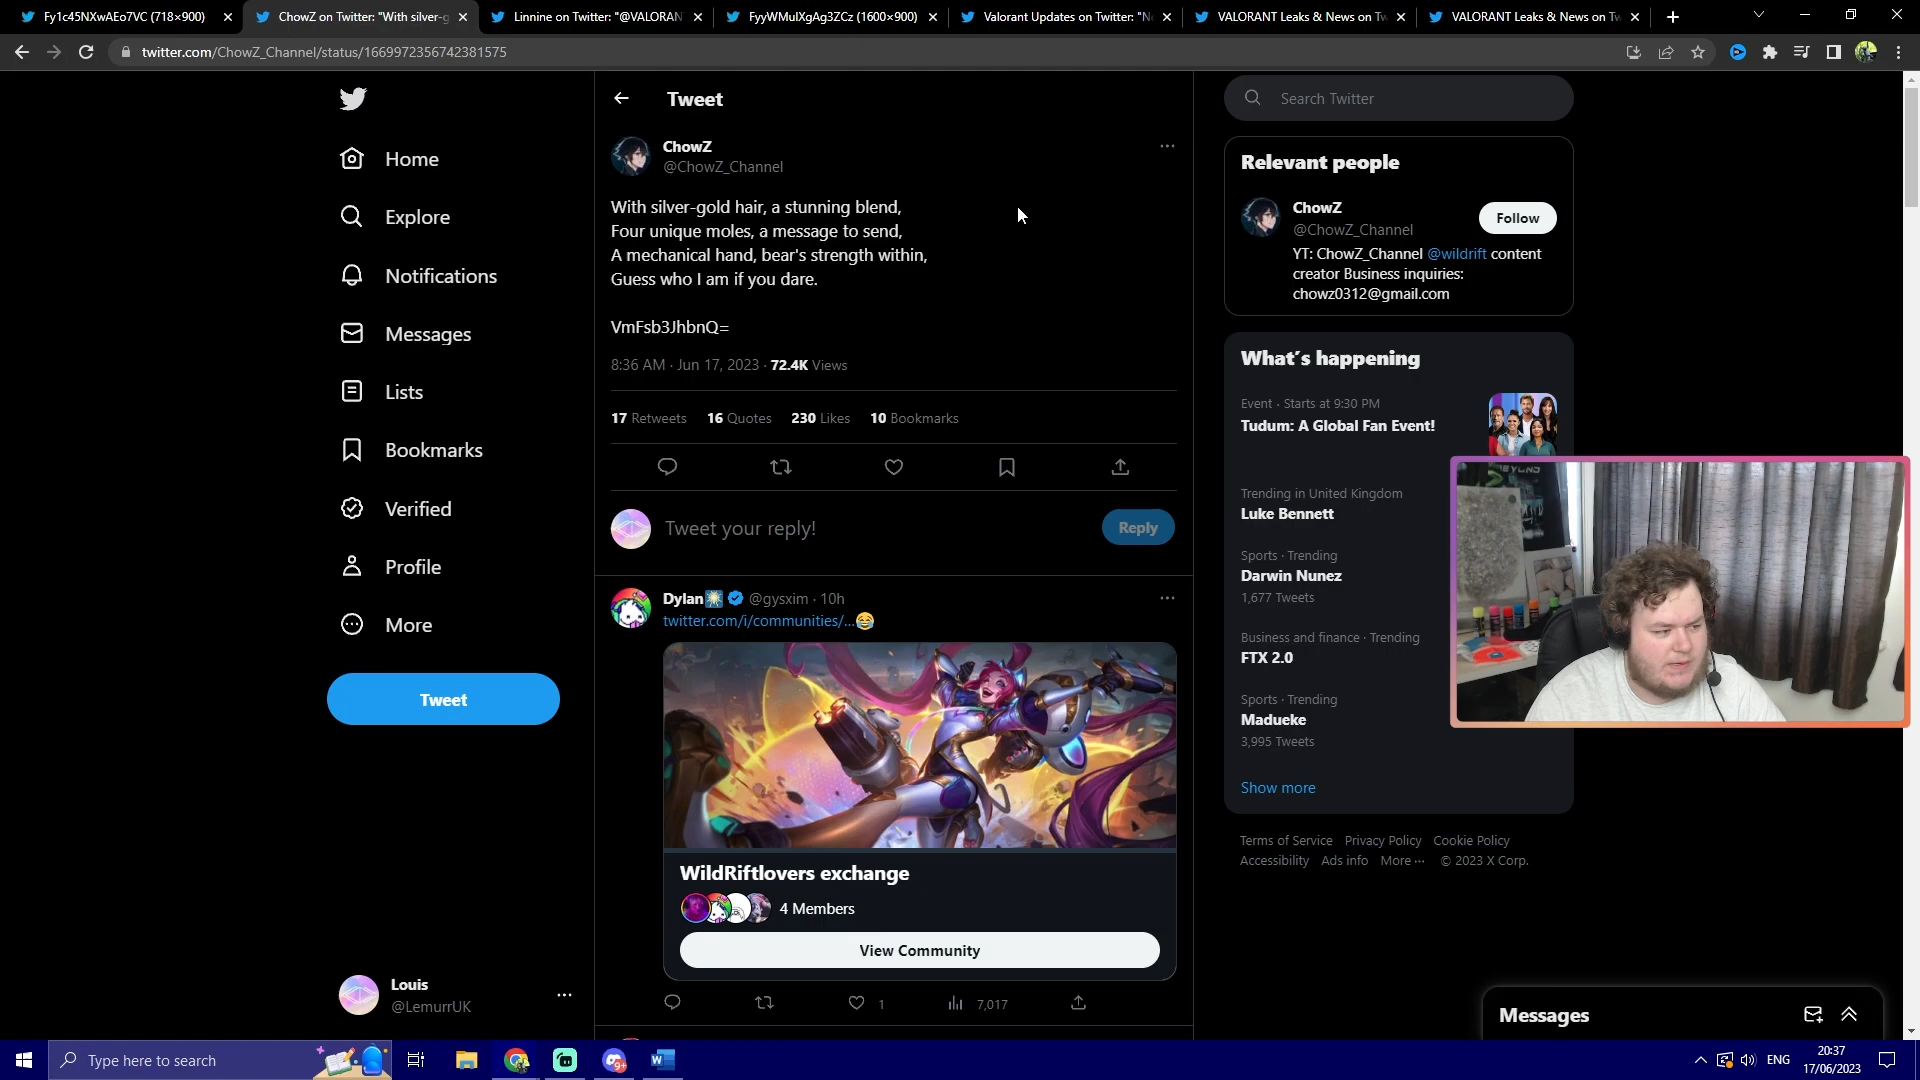 Fy1c45NXwAEo7VC (718×900)
ChowZ on Twitter: "With silver-g
Linnine on Twitter: "@VALORAN
FyyWMuIXgAg3ZCz (1600×900)
Valorant Updates on Twitter: "N
VALORANT Leaks & News on Tw
VALORANT Leaks & News on Tw
twitter.com/ChowZ_Channel/status/1669972356742381575
Home
Explore
Notifications
Messages
Lists
Bookmarks
Verified
Profile
More
Tweet
Louis
@LemurrUK
Tweet
ChowZ
@ChowZ_Channel
With silver-gold hair, a stunning blend,
Four unique moles, a message to send,
A mechanical hand, bear's strength within,
Guess who I am if you dare.
VmFsb3JhbnQ=
8:36 AM · Jun 17, 2023 · 72.4K Views
17 Retweets 16 Quotes 230 Likes 10 Bookmarks
Tweet your reply!
Reply
Dylan @gysxim · 10h
twitter.com/i/communities/...
WildRiftlovers exchange
4 Members
View Community
1
7,017
Search Twitter
Relevant people
ChowZ
@ChowZ_Channel
Follow
YT: ChowZ_Channel @wildrift content
creator Business inquiries:
chowz0312@gmail.com
What's happening
Event · Starts at 9:30 PM
Tudum: A Global Fan Event!
Trending in United Kingdom
Luke Bennett
Sports · Trending
Darwin Nunez
1,677 Tweets
Business and finance · Trending
FTX 2.0
Sports · Trending
Madueke
3,995 Tweets
Show more
Terms of Service Privacy Policy Cookie Policy
Accessibility Ads info More ··· © 2023 X Corp.
Messages
Type here to search
ENG
20:37
17/06/2023